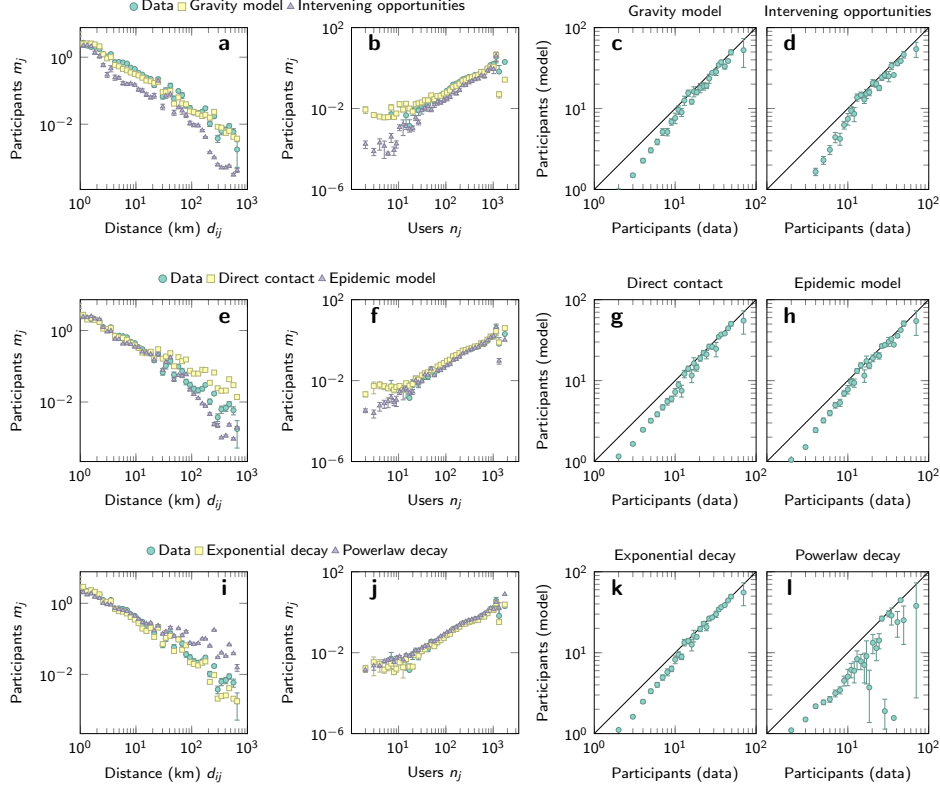 Data Gravity model Intervening opportunities
Gravity model
Intervening opportunities
a
b
c
d
10^0
10^−2
10^0 10^1 10^2 10^3
Participants m_j
Distance (km) d_ij
10^2
10^−2
10^−6
10^1 10^2 10^3
Participants m_j
Users n_j
10^2
10^1
10^0
10^0 10^1 10^2
10^1 10^2
Participants (model)
Participants (data)
Participants (data)
Data Direct contact Epidemic model
Direct contact
Epidemic model
e
f
g
h
10^0
10^−2
10^0 10^1 10^2 10^3
Participants m_j
Distance (km) d_ij
10^2
10^−2
10^−6
10^1 10^2 10^3
Participants m_j
Users n_j
10^2
10^1
10^0
10^0 10^1 10^2
10^1 10^2
Participants (model)
Participants (data)
Participants (data)
Data Exponential decay Powerlaw decay
Exponential decay
Powerlaw decay
i
j
k
l
10^0
10^−2
10^0 10^1 10^2 10^3
Participants m_j
Distance (km) d_ij
10^2
10^−2
10^−6
10^1 10^2 10^3
Participants m_j
Users n_j
10^2
10^1
10^0
10^0 10^1 10^2
10^1 10^2
Participants (model)
Participants (data)
Participants (data)